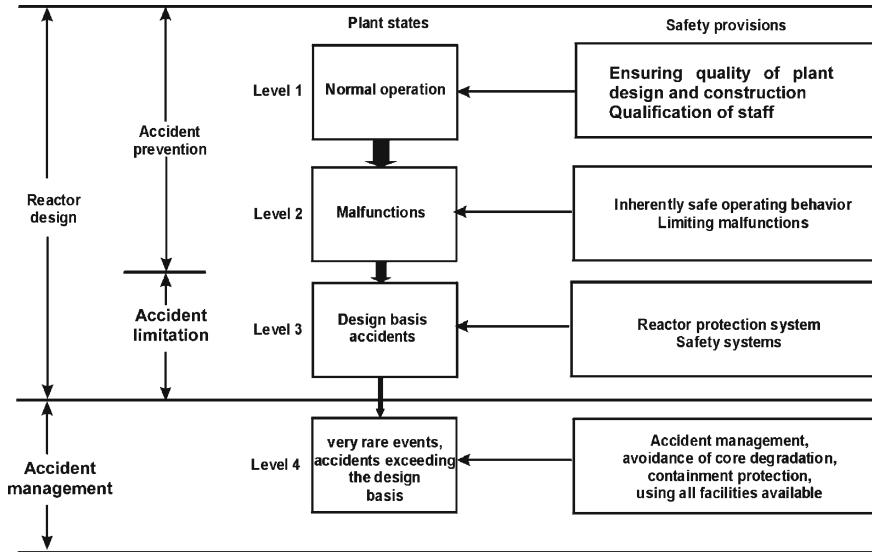 Plant states
Safety provisions
Level 1
Normal operation
Ensuring quality of plant
design and construction
Qualification of staff
Accident
prevention
Reactor
design
Level 2
Malfunctions
Inherently safe operating behavior
Limiting malfunctions
Accident
limitation
Level 3
Design basis
accidents
Reactor protection system
Safety systems
Accident
management
Level 4
very rare events,
accidents exceeding
the design
basis
Accident management,
avoidance of core degradation,
containment protection,
using all facilities available